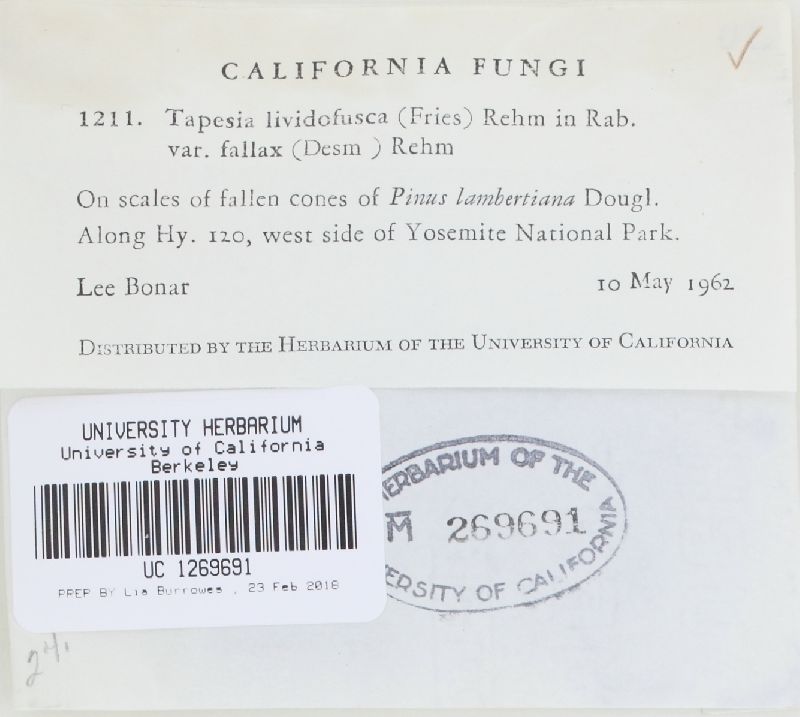 CALIFORNIA FUNGI
1211. Tapesia lividofusca (Fries) Rehm in Rab.
var. fallax (Desm ) Rehm
On scales of fallen cones of Pinus lambertiana Dougl.
Along Hy. 120, west side of Yosemite National Park.
Lee Bonar 10 May 1962
DISTRIBUTED BY THE HERBARIUM OF THE UNIVERSITY OF CALIFORNIA
UNIVERSITY HERBARIUM
University of California
Berkeley
UC 1269691
PREP BY Lia Burrowes , 23 Feb 2018
ERBARIUM OF THE
M 269691
ERSITY OF CALIFORNIA